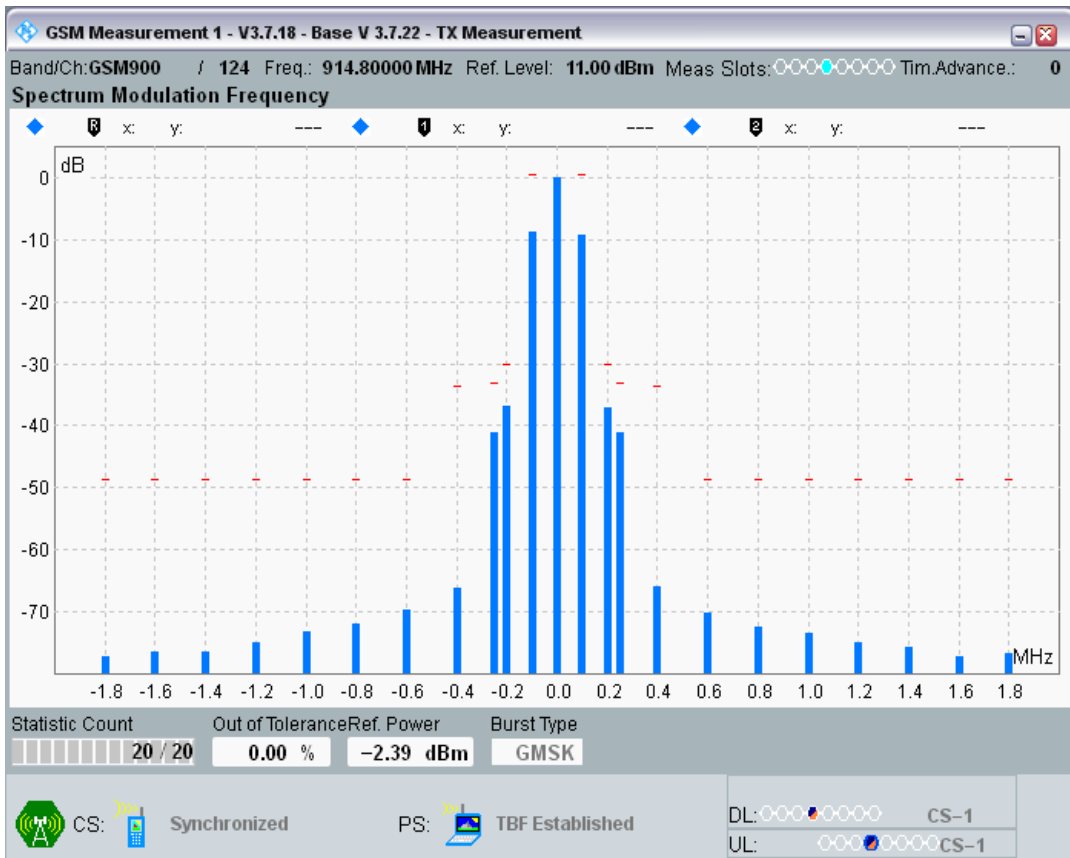 GSM Measurement 1 - V3.7.18 - Base V 3.7.22 - TX Measurement
Band/Ch:GSM900 / 124 Freq.: 914.80000 MHz Ref. Level: 11.00 dBm Meas Slots: Tim.Advance.: 0
Spectrum Modulation Frequency
R x: y: --- 1 x: y: --- 2 x: y: ---
dB
0
-10
-20
-30
-40
-50
-60
-70
MHz
-1.8 -1.6 -1.4 -1.2 -1.0 -0.8 -0.6 -0.4 -0.2 0.0 0.2 0.4 0.6 0.8 1.0 1.2 1.4 1.6 1.8
Statistic Count Out of Tolerance Ref. Power Burst Type
20 / 20 0.00 % −2.39 dBm GMSK
CS: Synchronized PS: TBF Established
DL: CS−1
UL: CS−1